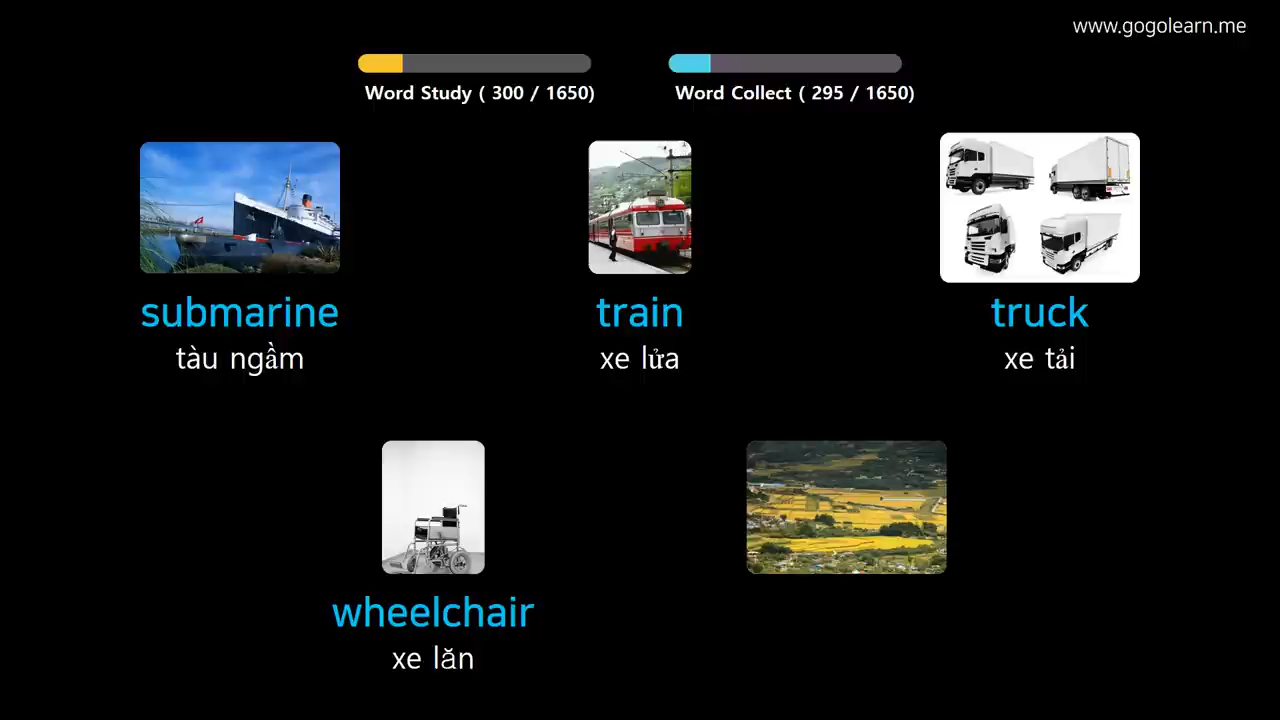 www.gogolearn.me
Word Study ( 300 / 1650)
Word Collect ( 295 / 1650)
submarine
tàu ngầm
train
xe lửa
truck
xe tải
wheelchair
xe lăn